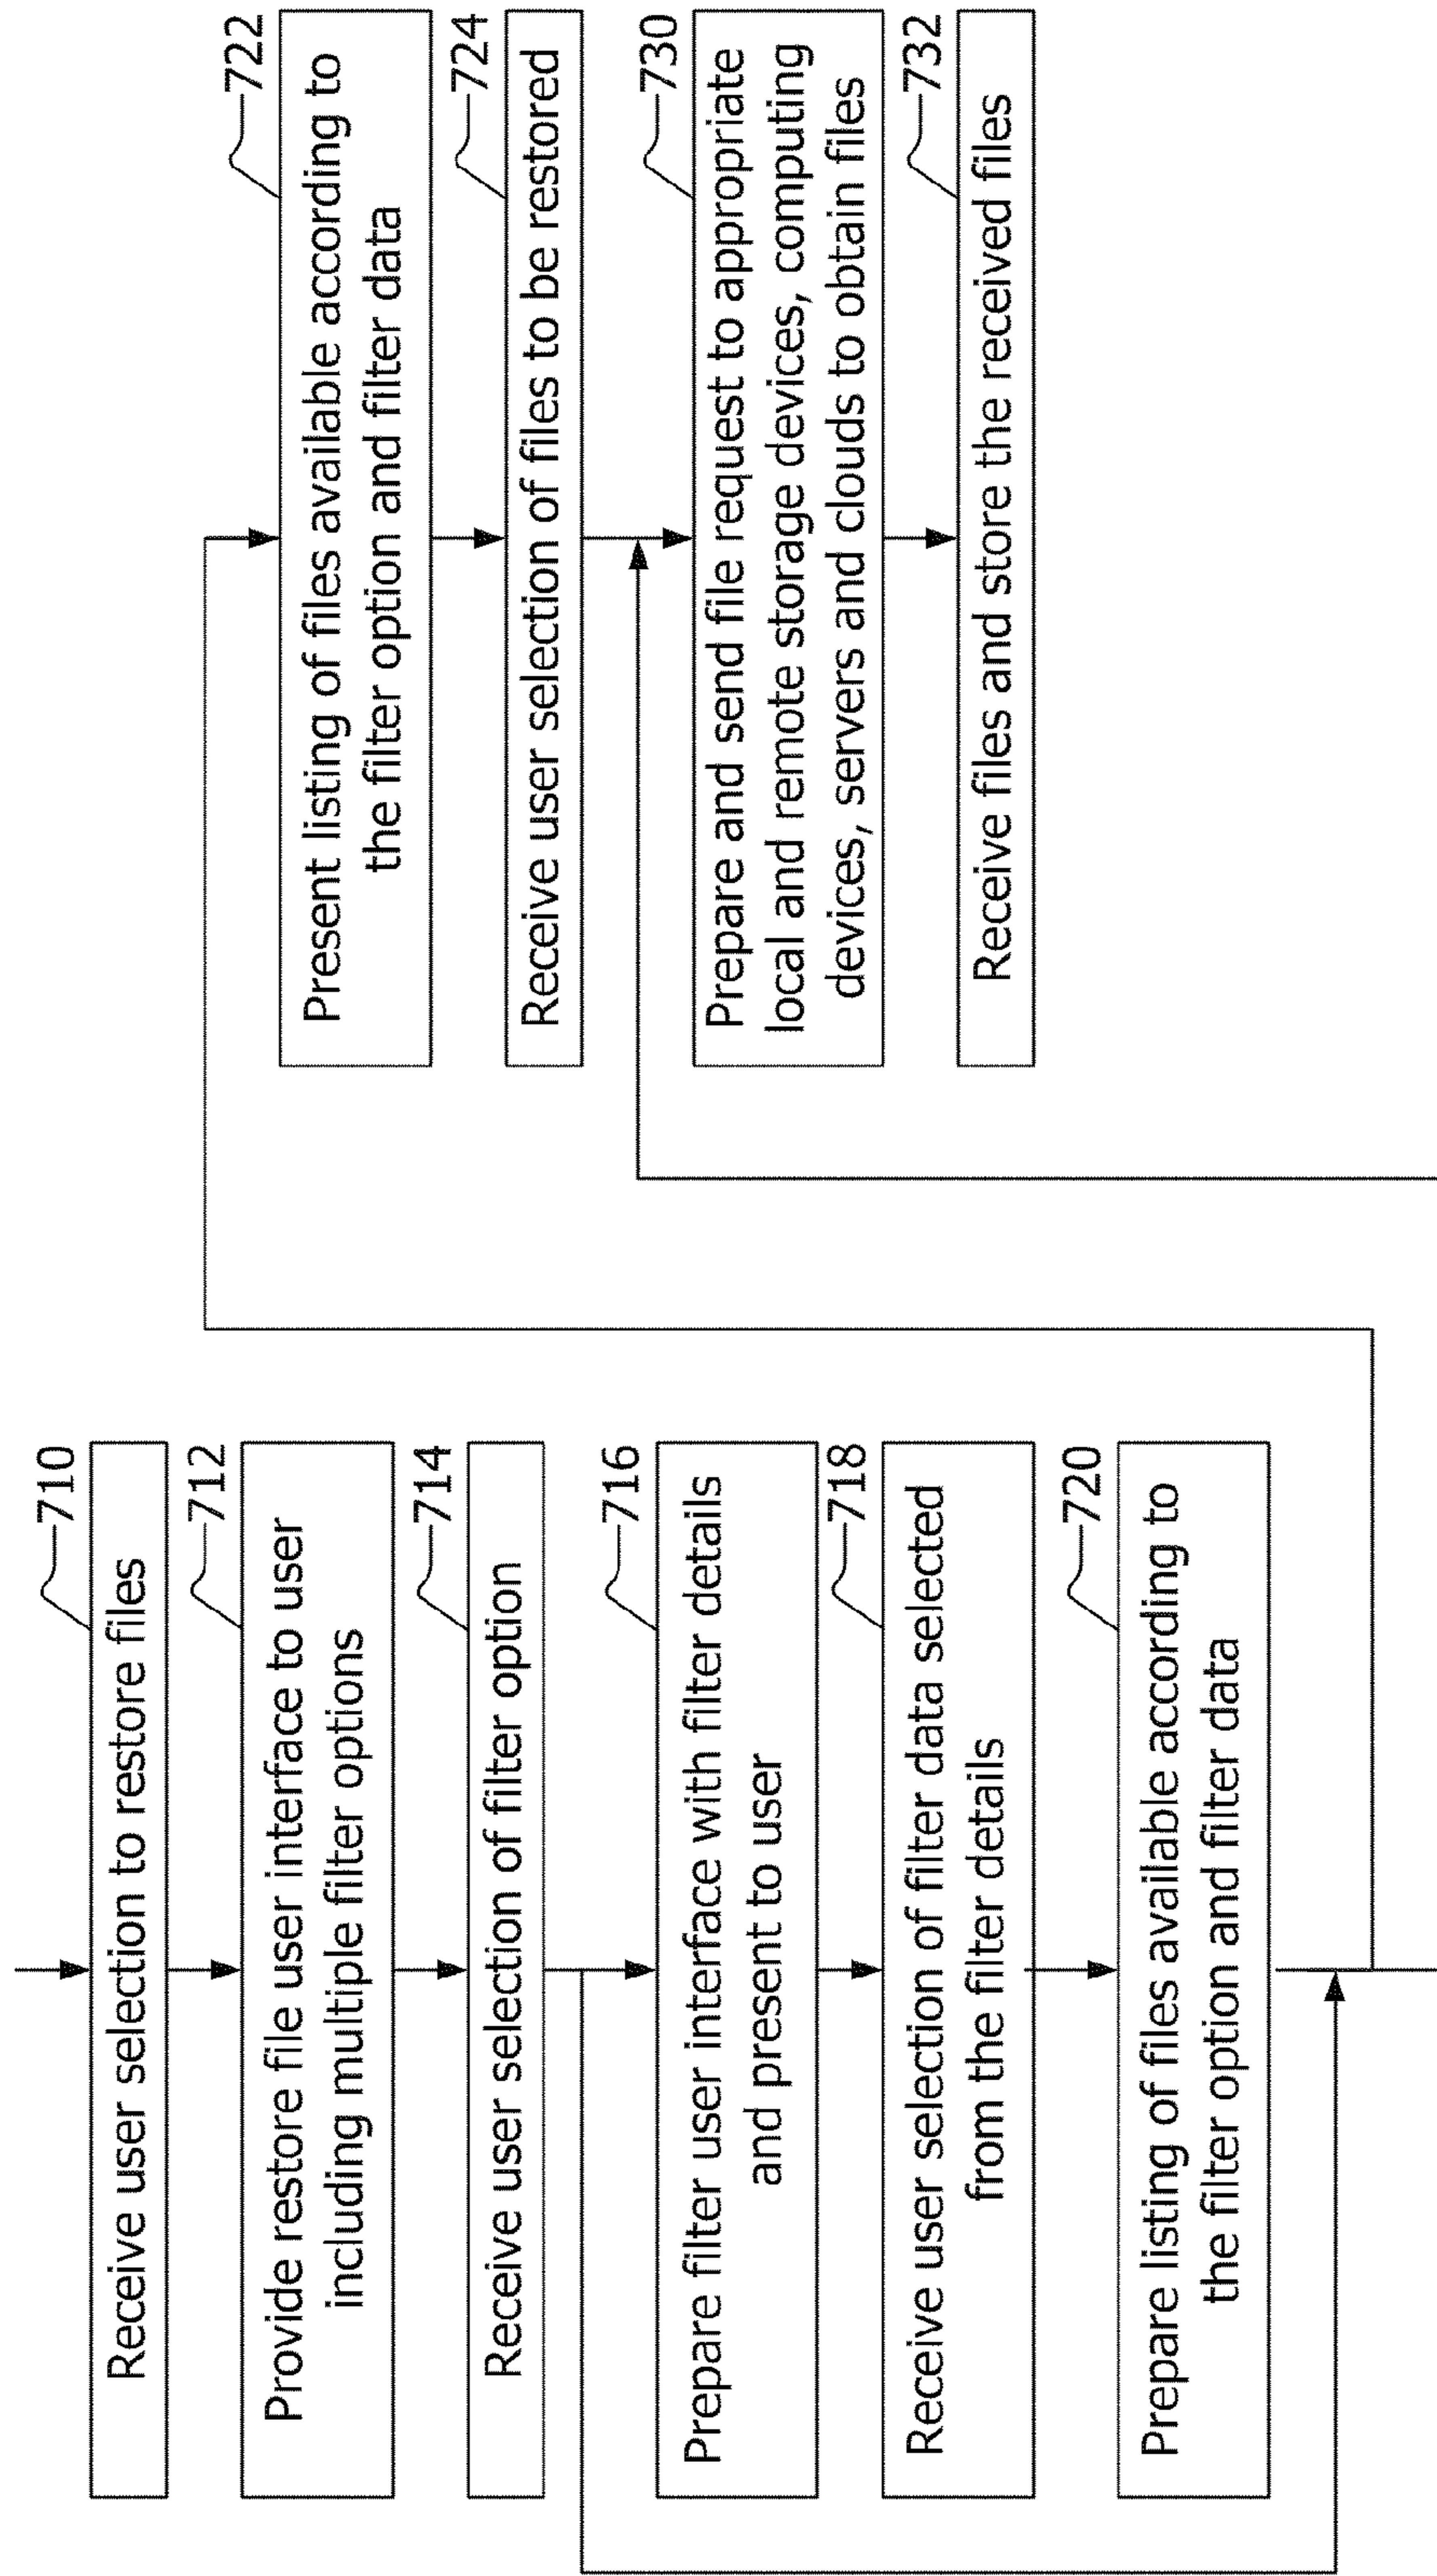 710
Receive user selection to restore files
712
Provide restore file user interface to user
including multiple filter options
714
Receive user selection of filter option
716
Prepare filter user interface with filter details
and present to user
718
Receive user selection of filter data selected
from the filter details
720
Prepare listing of files available according to
the filter option and filter data
722
Present listing of files available according to
the filter option and filter data
724
Receive user selection of files to be restored
730
Prepare and send file request to appropriate
local and remote storage devices, computing
devices, servers and clouds to obtain files
732
Receive files and store the received files